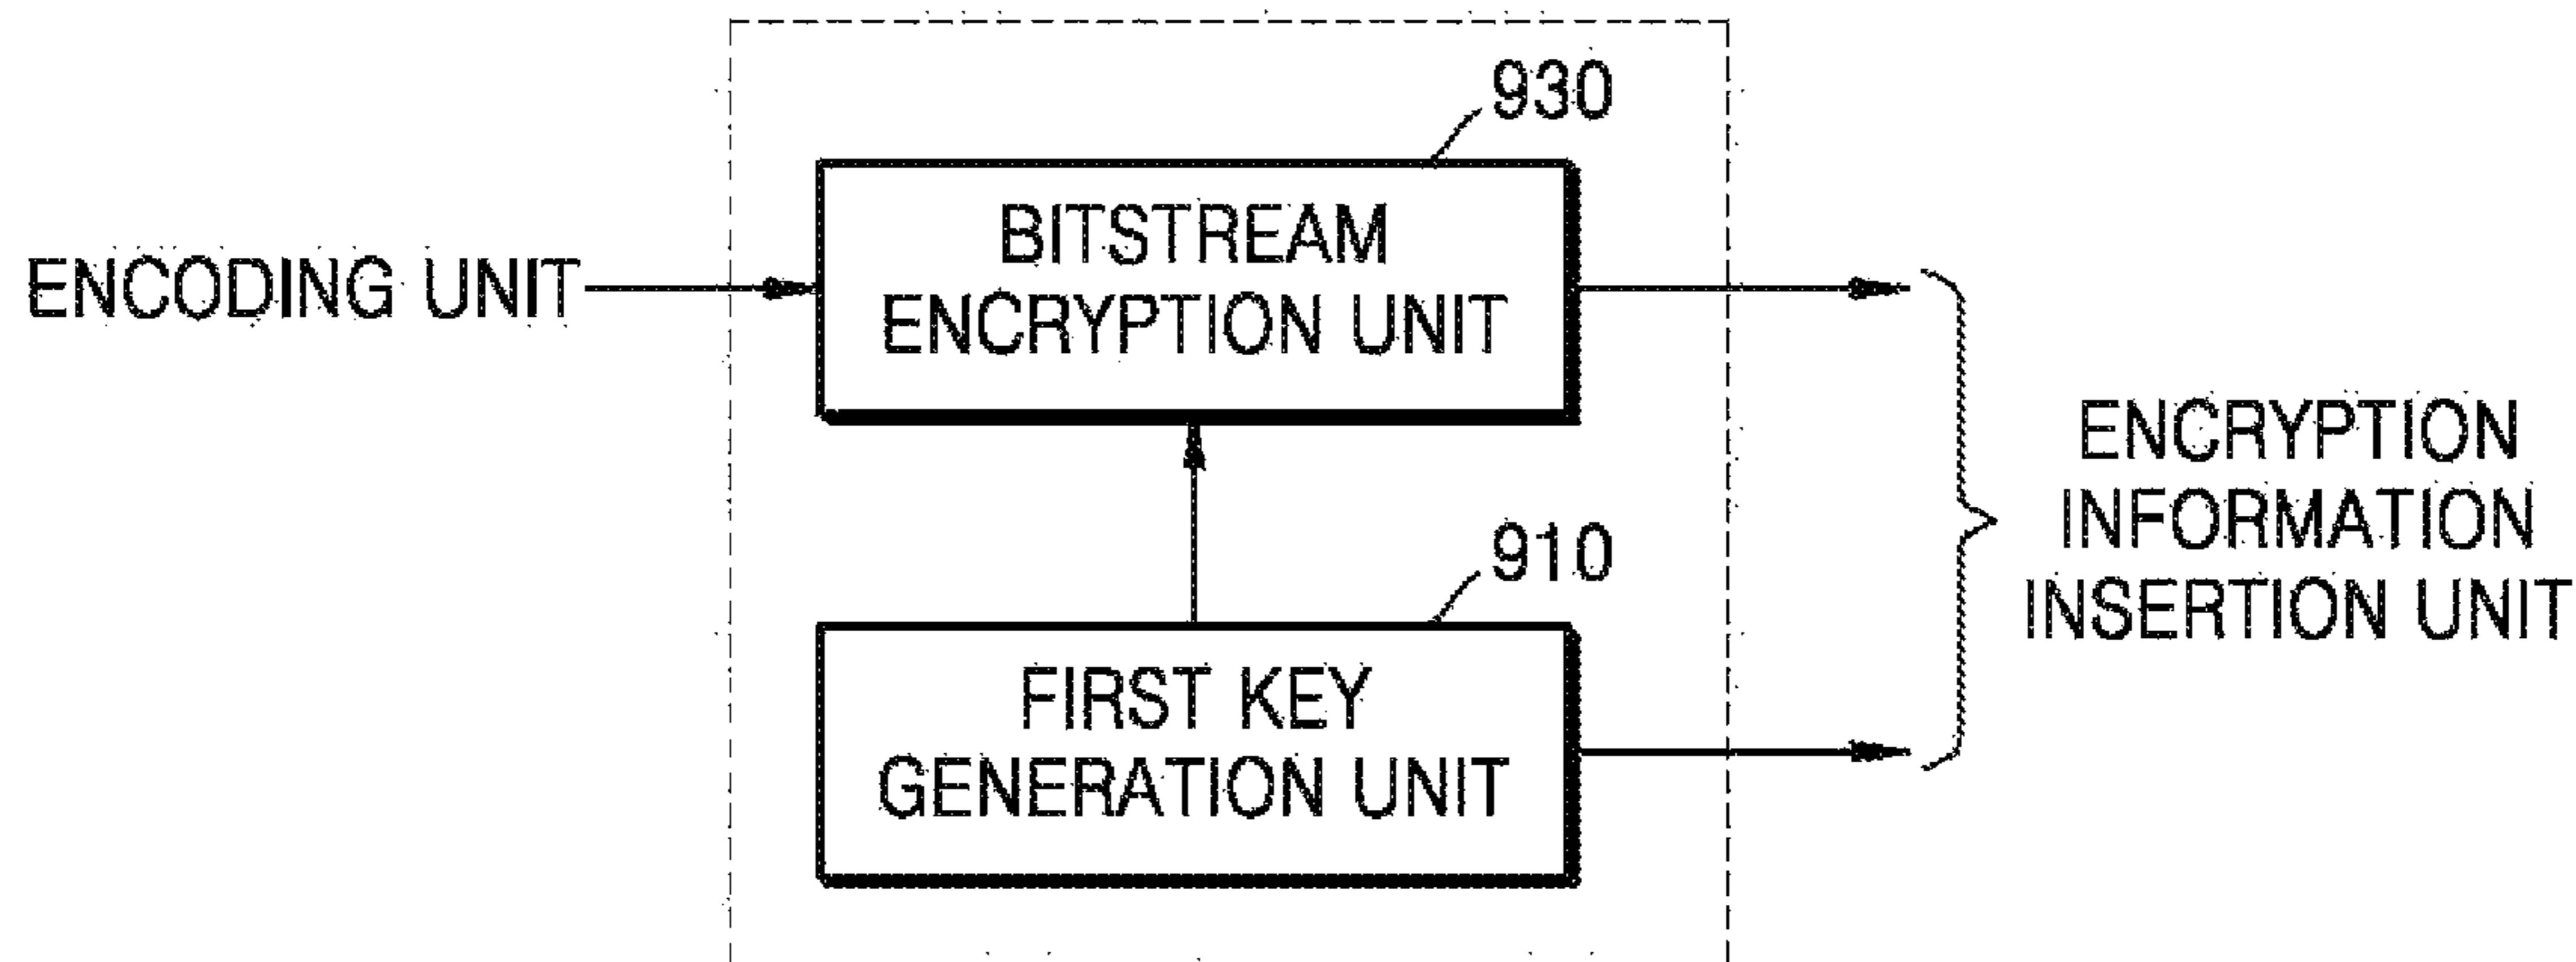 930
BITSTREAM
ENCRYPTION UNIT
ENCODING UNIT
910
FIRST KEY
GENERATION UNIT
ENCRYPTION
INFORMATION
INSERTION UNIT